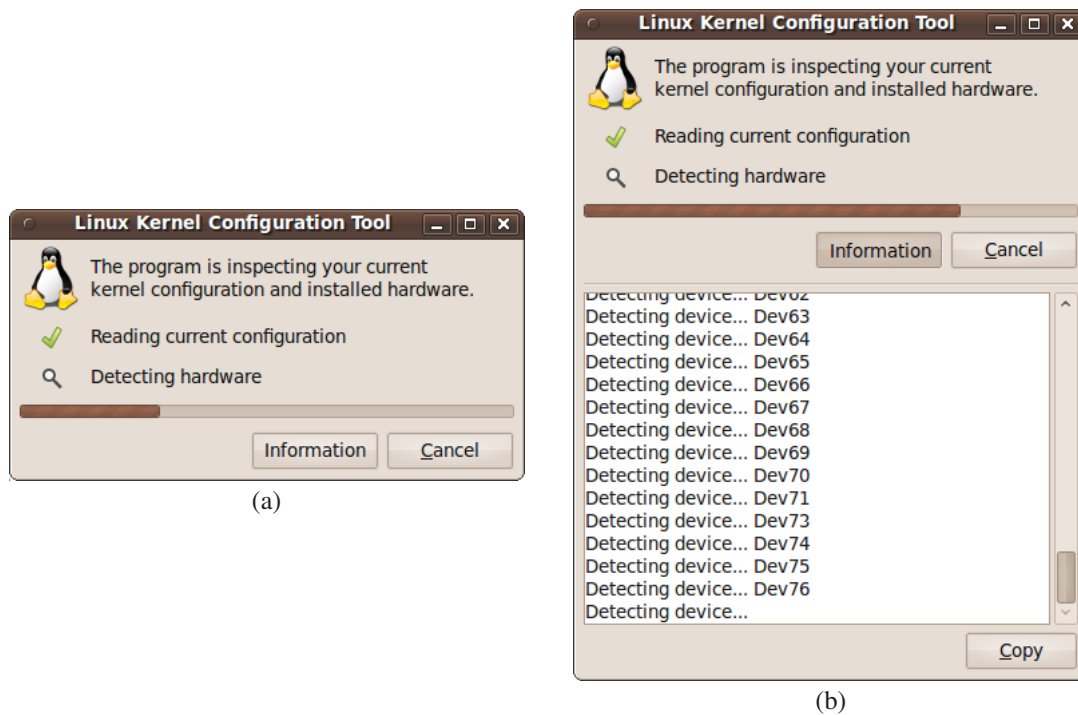 Linux Kernel Configuration Tool
The program is inspecting your current
kernel configuration and installed hardware.
Reading current configuration
Detecting hardware
Information
Cancel
(a)
Linux Kernel Configuration Tool
The program is inspecting your current
kernel configuration and installed hardware.
Reading current configuration
Detecting hardware
Information
Cancel
Detecting device... Dev62
Detecting device... Dev63
Detecting device... Dev64
Detecting device... Dev65
Detecting device... Dev66
Detecting device... Dev67
Detecting device... Dev68
Detecting device... Dev69
Detecting device... Dev70
Detecting device... Dev71
Detecting device... Dev73
Detecting device... Dev74
Detecting device... Dev75
Detecting device... Dev76
Detecting device...
Copy
(b)